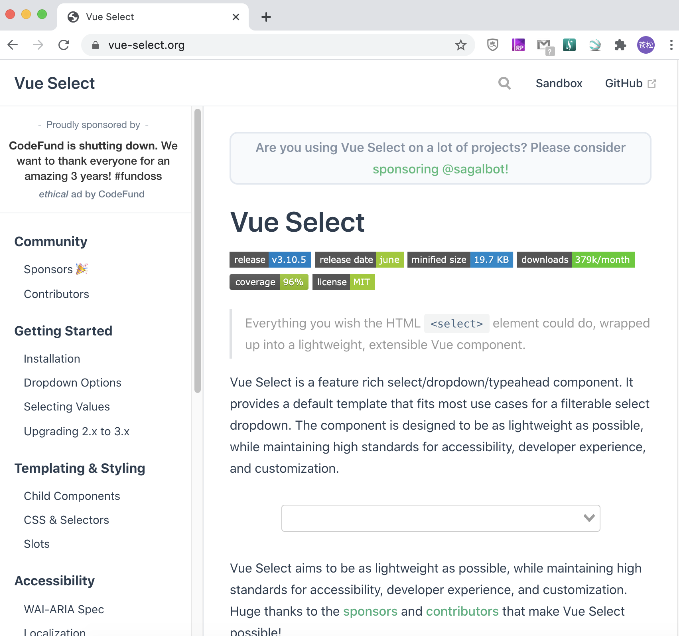 Vue Select
vue-select.org
Vue Select
Sandbox
GitHub
- Proudly sponsored by -
CodeFund is shutting down. We
want to thank everyone for an
amazing 3 years! #fundoss
ethical ad by CodeFund
Community
Sponsors 🎉
Contributors
Getting Started
Installation
Dropdown Options
Selecting Values
Upgrading 2.x to 3.x
Templating & Styling
Child Components
CSS & Selectors
Slots
Accessibility
WAI-ARIA Spec
Localization
Are you using Vue Select on a lot of projects? Please consider
sponsoring @sagalbot!
Vue Select
release v3.10.5 release date june minified size 19.7 KB downloads 379k/month
coverage 96% license MIT
Everything you wish the HTML <select> element could do, wrapped
up into a lightweight, extensible Vue component.
Vue Select is a feature rich select/dropdown/typeahead component. It
provides a default template that fits most use cases for a filterable select
dropdown. The component is designed to be as lightweight as possible,
while maintaining high standards for accessibility, developer experience,
and customization.
Vue Select aims to be as lightweight as possible, while maintaining high
standards for accessibility, developer experience, and customization.
Huge thanks to the sponsors and contributors that make Vue Select
possible!